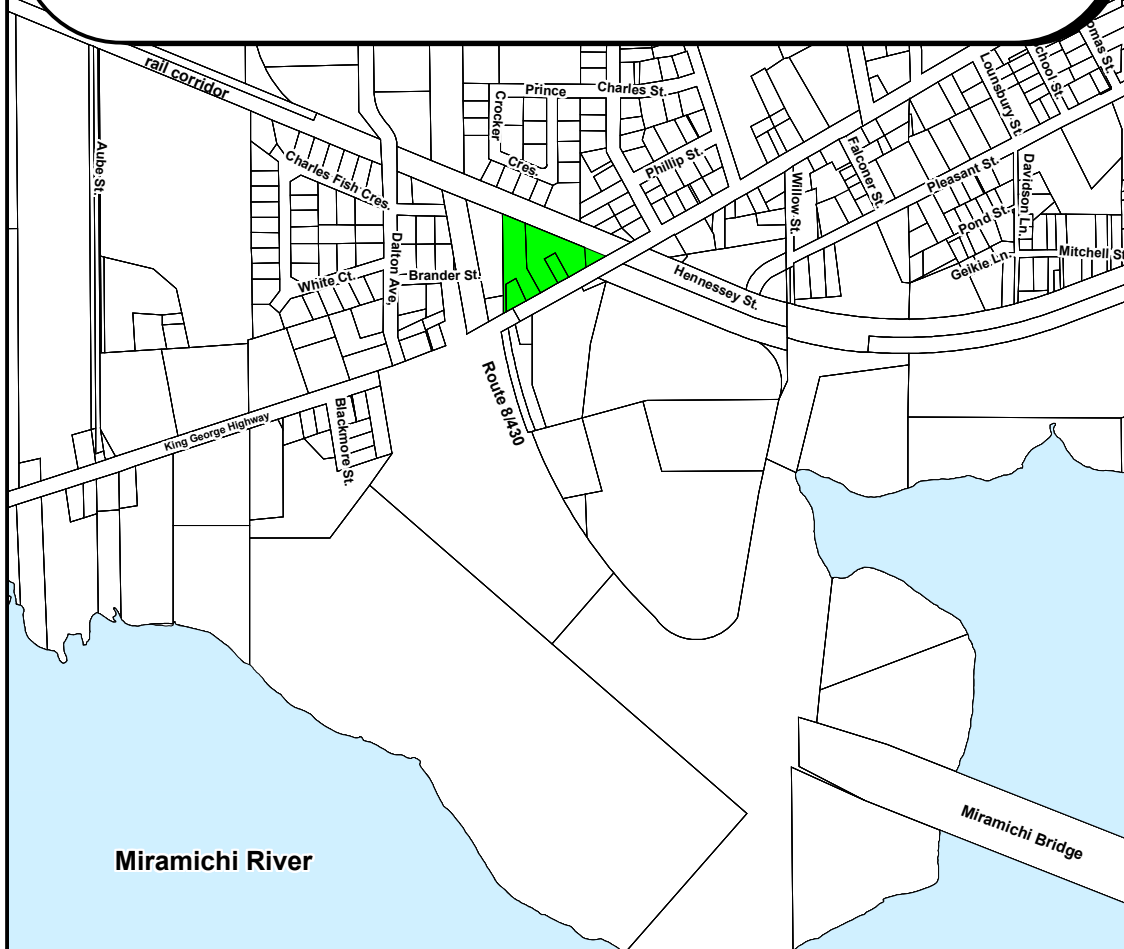 rail corridor
Prince
Charles St.
Crocker
Cres.
Phillip St.
Aube St.
Charles Fish Cres.
Dalton Ave,
White Ct.
Brander St.
Route 8/430
Hennessey St.
Willow St.
Falconer St.
Lounsbury St.
Pleasant St.
Davidson Ln.
Pond St.
Geikie Ln.
Mitchell St
King George Highway
Blackmore St.
Miramichi River
Miramichi Bridge